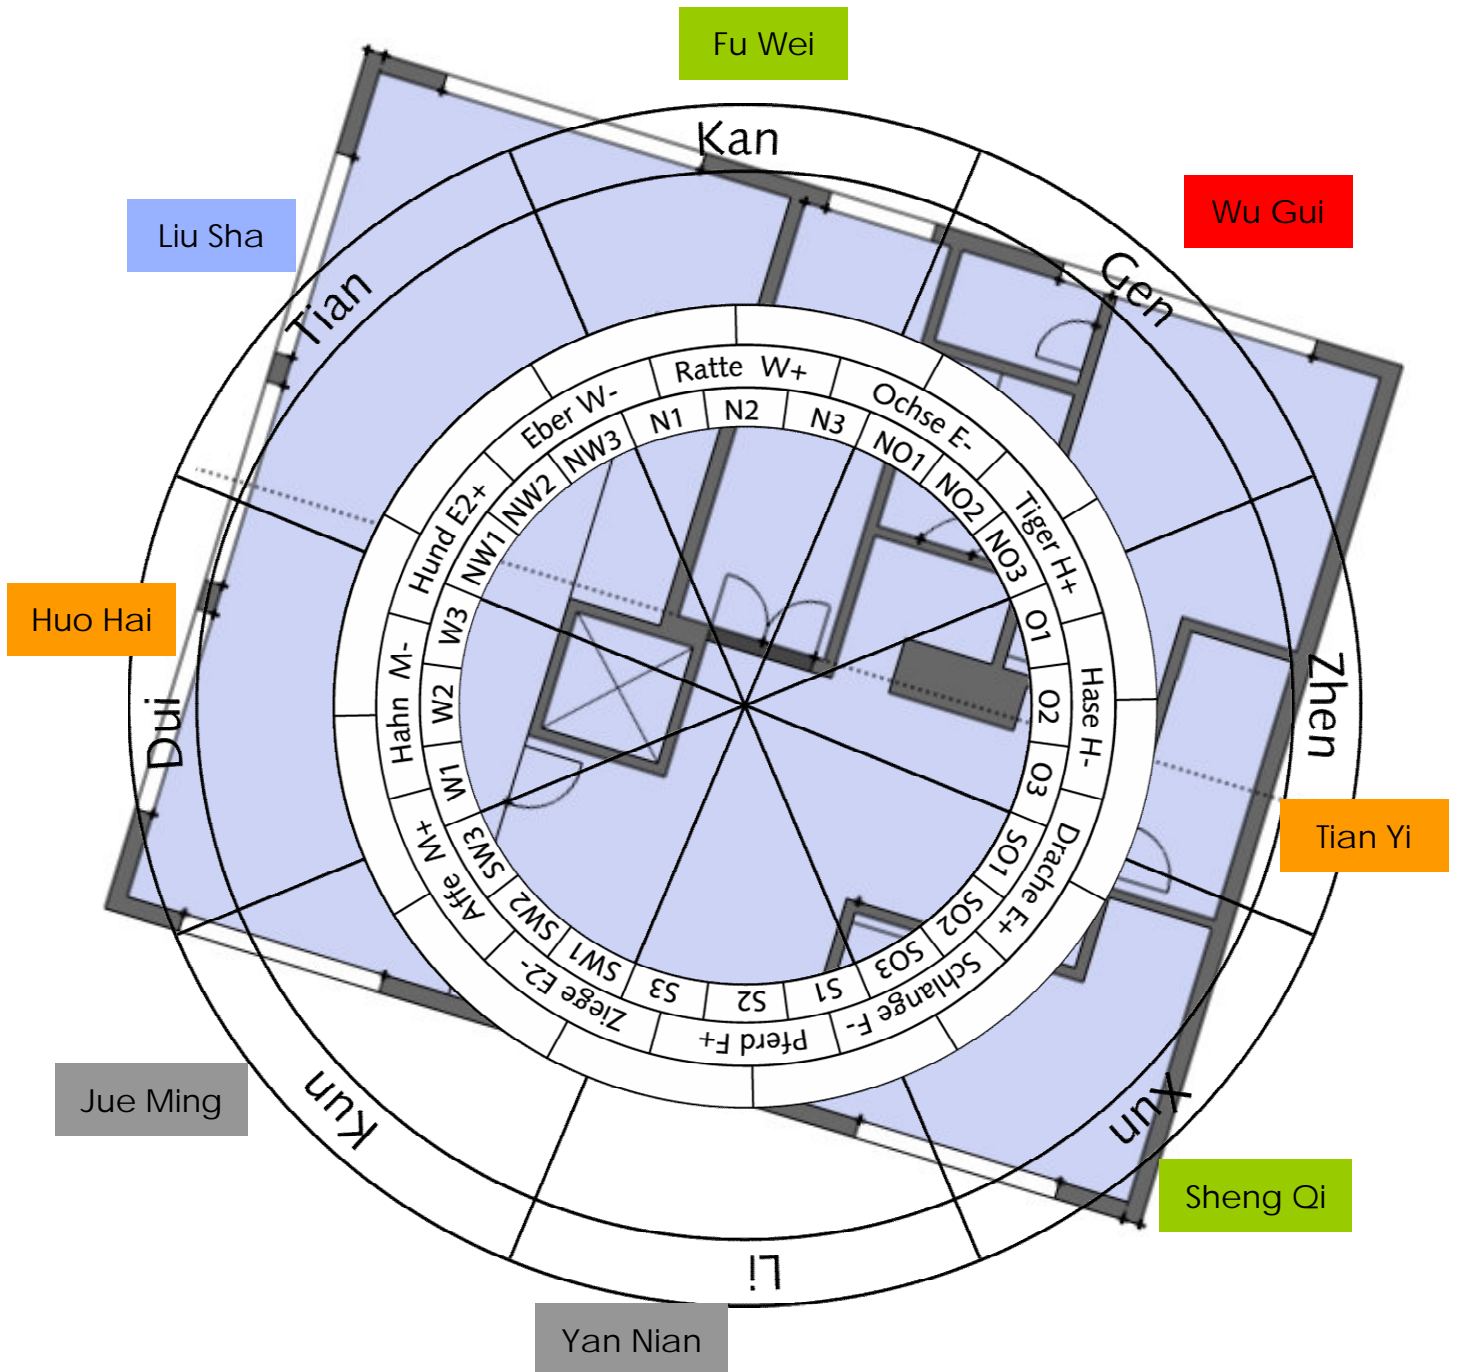 Fu Wei
Kan
Wu Gui
Liu Sha
Gen
Tian
Ratte W+
Eber W-
Ochse E-
N1
N2
N3
NW3
NO1
NW2
NO2
Hund E2+
Tiger H+
NW1
NO3
Huo Hai
W3
O1
Hahn M-
Hase H-
W2
O2
Zhen
Dui
W1
O3
Tian Yi
Affe M+
Drache E+
SW3
SO1
SW2
SO2
SW1
SO3
S3
S2
S1
Ziege E2-
Schlange F-
Pferd F+
Jue Ming
Kun
Xun
Sheng Qi
Li
Yan Nian